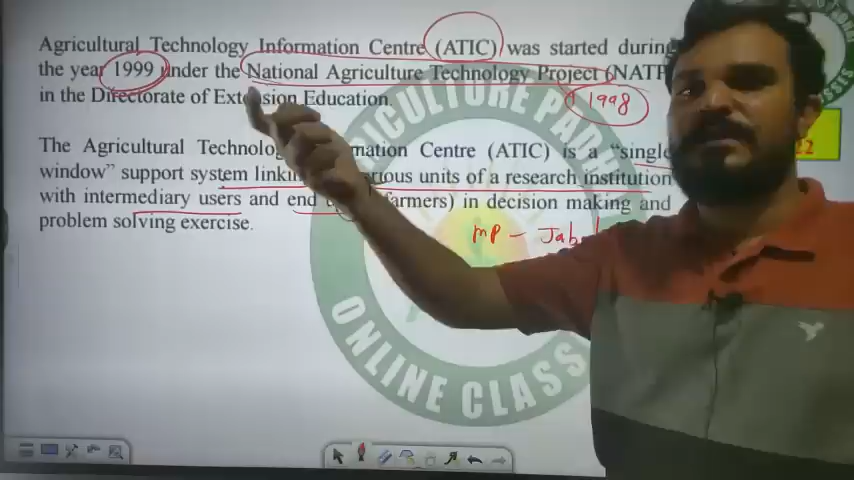 Agricultural Technology Information Centre (ATIC) was started during
the year 1999 under the National Agriculture Technology Project (NATP
in the Directorate of Extension Education.
1998
The Agricultural Technolog mation Centre (ATIC) is a "single
window" support system linki rious units of a research institution
with intermediary users and end farmers) in decision making and
problem solving exercise.
MP - Jab
AGRICULTURE
ONLINE CLASS